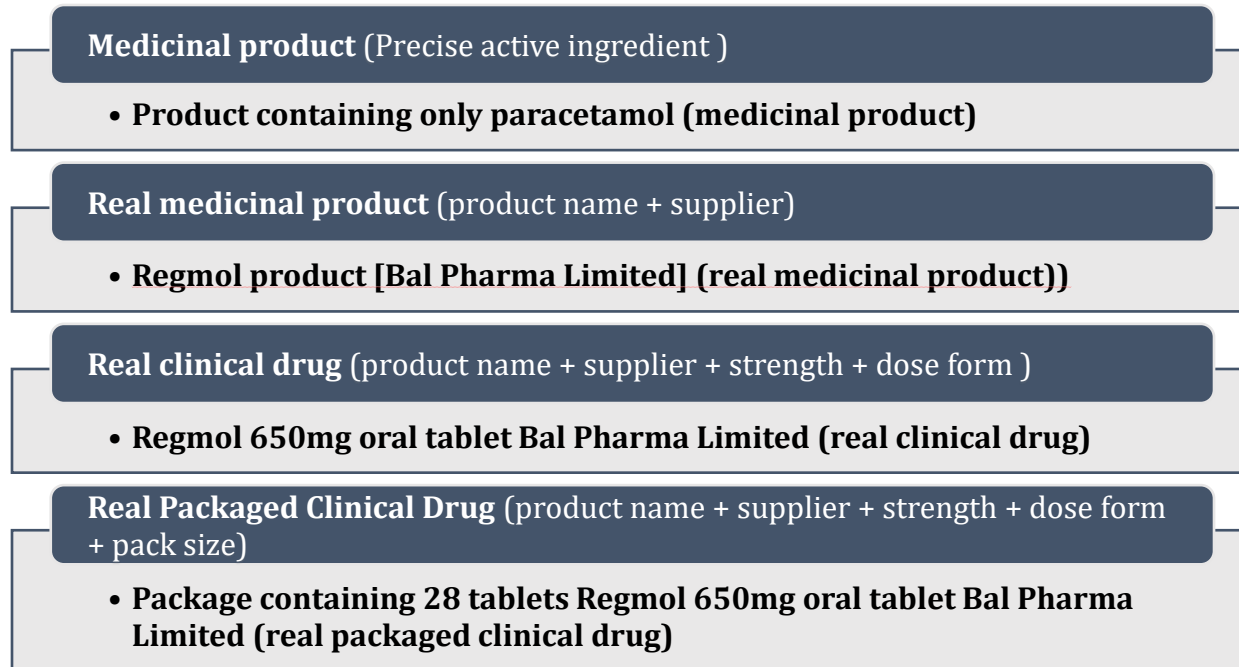 Medicinal product (Precise active ingredient )
• Product containing only paracetamol (medicinal product)
Real medicinal product (product name + supplier)
• Regmol product [Bal Pharma Limited] (real medicinal product))
Real clinical drug (product name + supplier + strength + dose form )
• Regmol 650mg oral tablet Bal Pharma Limited (real clinical drug)
Real Packaged Clinical Drug (product name + supplier + strength + dose form
+ pack size)
• Package containing 28 tablets Regmol 650mg oral tablet Bal Pharma
Limited (real packaged clinical drug)